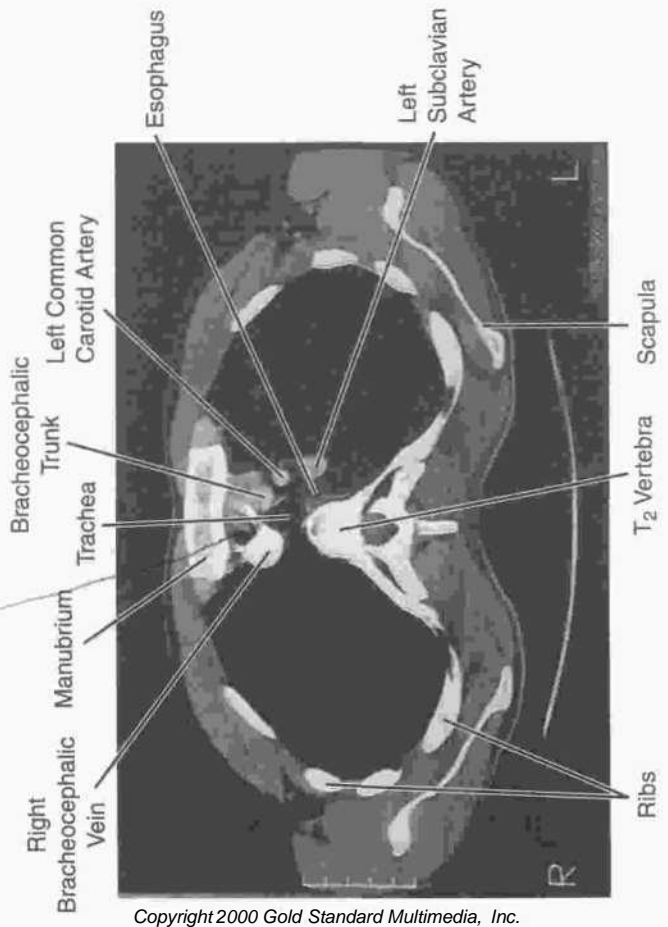 Right
Bracheocephalic
Vein
Manubrium
Trachea
Bracheocephalic
Trunk
Left Common
Carotid Artery
Esophagus
Left
Subclavian
Artery
Scapula
T2 Vertebra
Ribs
R
L
Copyright 2000 Gold Standard Multimedia, Inc.